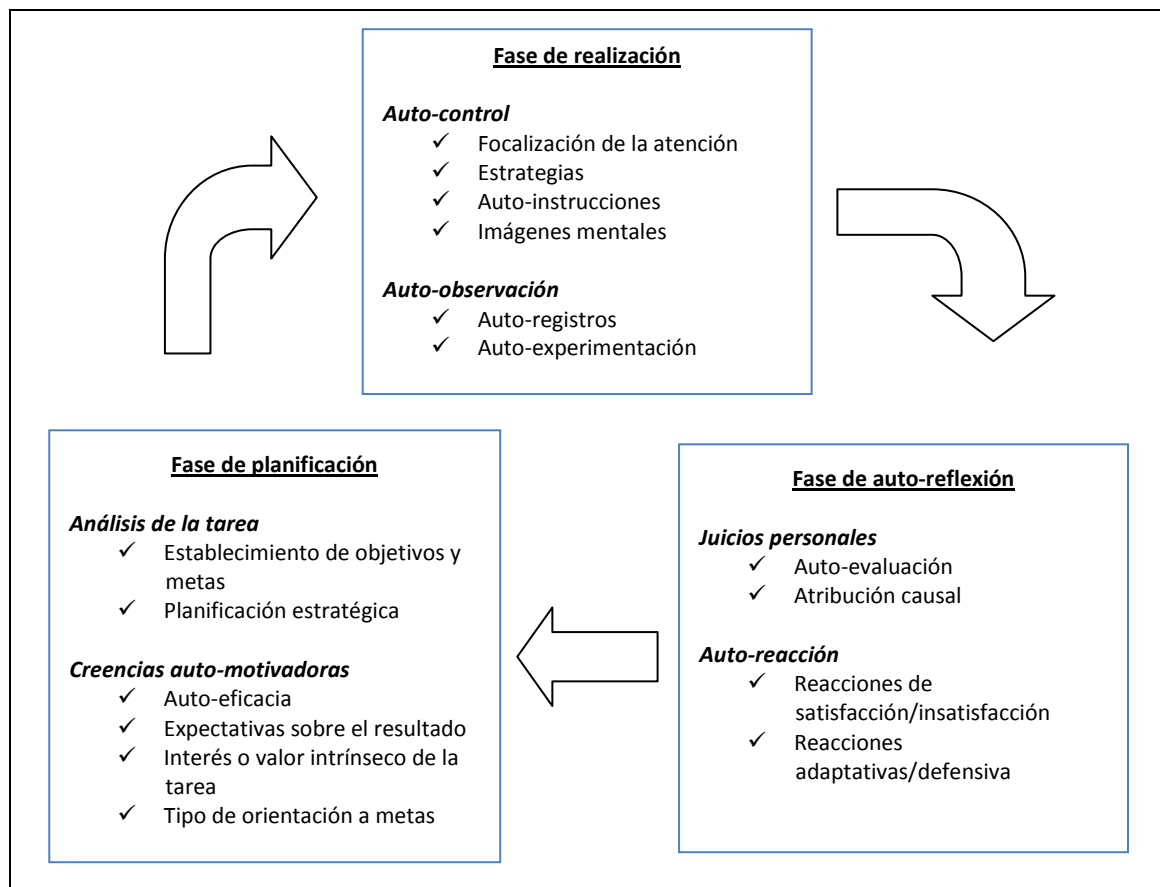 Fase de realización
Auto-control
✓ Focalización de la atención
✓ Estrategias
✓ Auto-instrucciones
✓ Imágenes mentales
Auto-observación
✓ Auto-registros
✓ Auto-experimentación
Fase de planificación
Análisis de la tarea
✓ Establecimiento de objetivos y
metas
✓ Planificación estratégica
Creencias auto-motivadoras
✓ Auto-eficacia
✓ Expectativas sobre el resultado
✓ Interés o valor intrínseco de la
tarea
✓ Tipo de orientación a metas
Fase de auto-reflexión
Juicios personales
✓ Auto-evaluación
✓ Atribución causal
Auto-reacción
✓ Reacciones de
satisfacción/insatisfacción
✓ Reacciones
adaptativas/defensiva